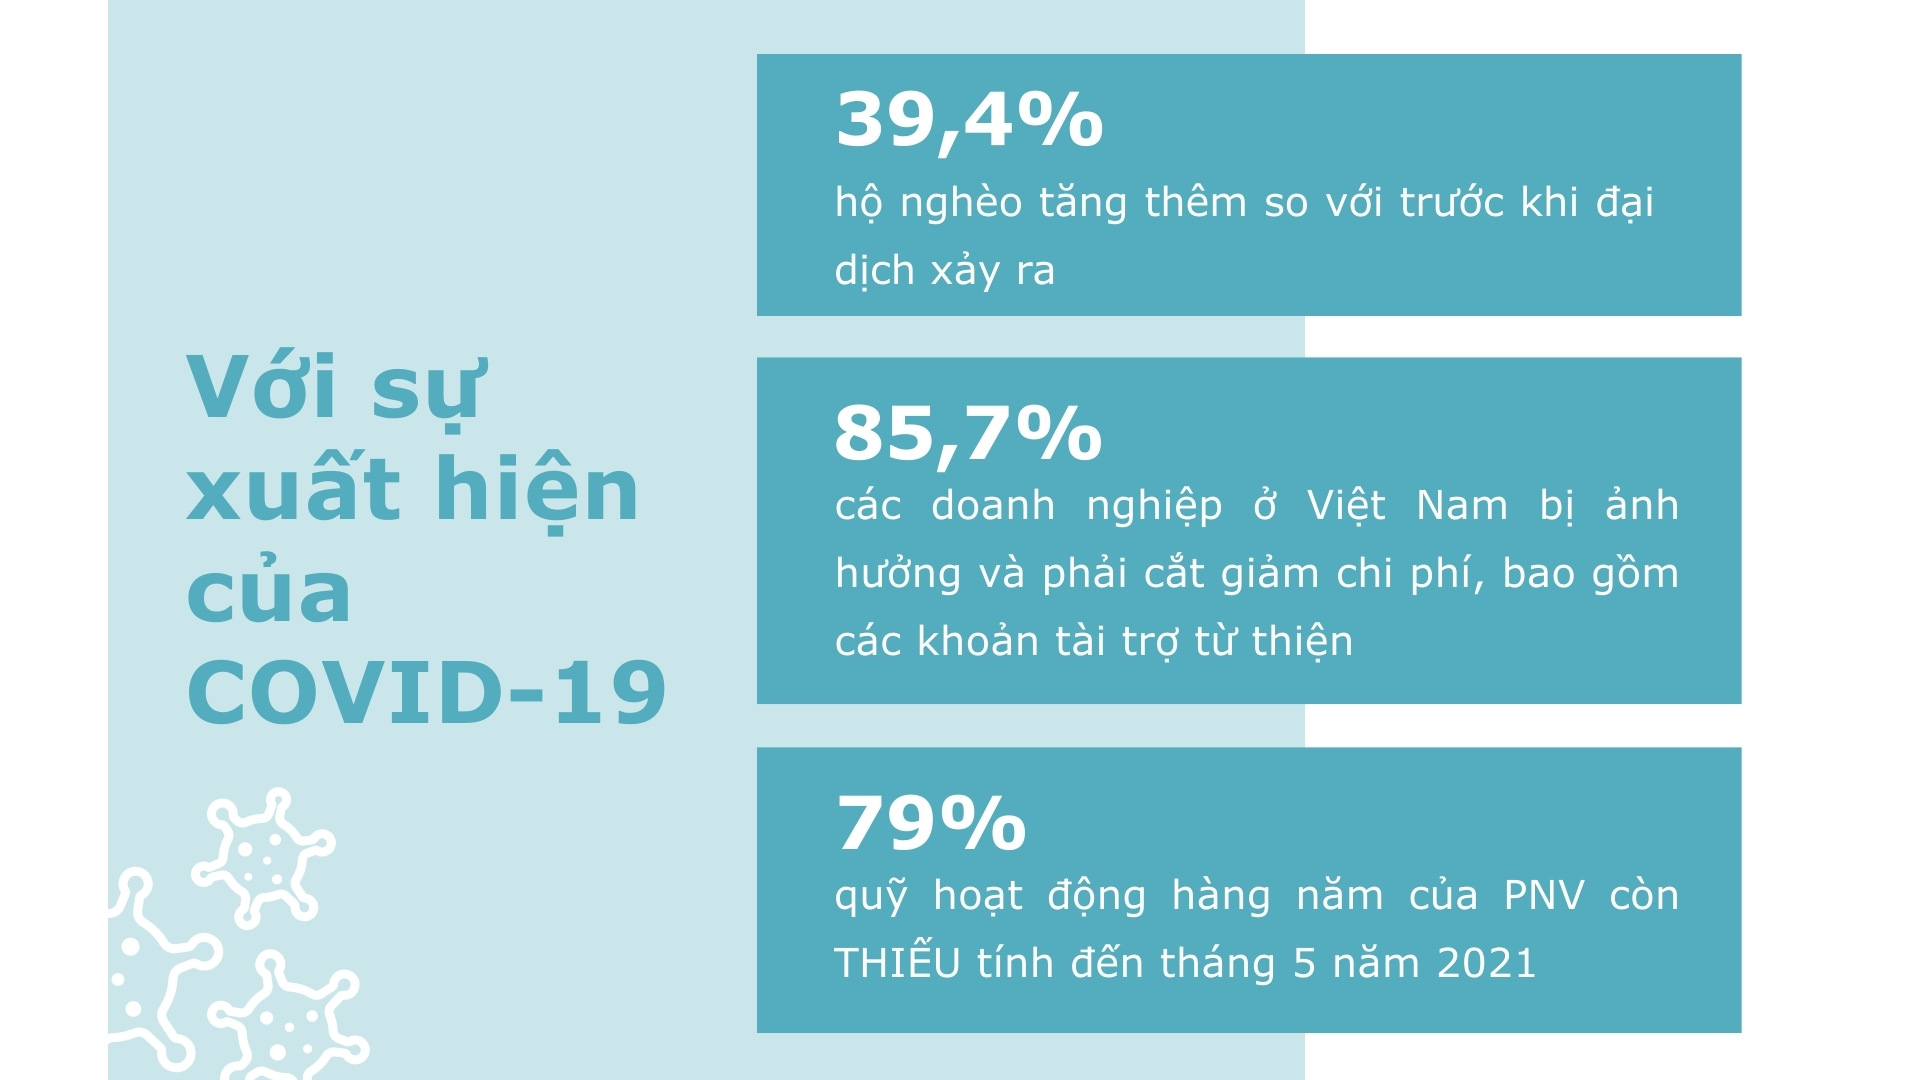 Với sự
xuất hiện
của
COVID-19
39,4%
hộ nghèo tăng thêm so với trước khi đại
dịch xảy ra
85,7%
các doanh nghiệp ở Việt Nam bị ảnh
hưởng và phải cắt giảm chi phí, bao gồm
các khoản tài trợ từ thiện
79%
quỹ hoạt động hàng năm của PNV còn
THIẾU tính đến tháng 5 năm 2021